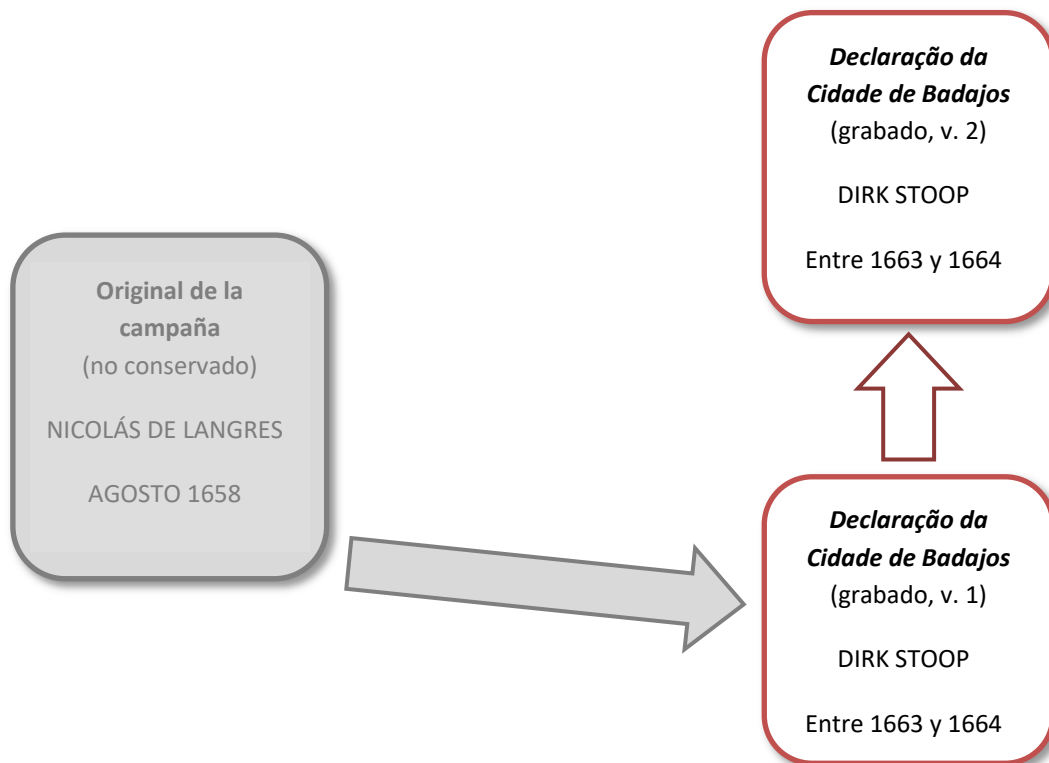 Declaração da
Cidade de Badajos
(grabado, v. 2)
DIRK STOOP
Entre 1663 y 1664
Original de la
campaña
(no conservado)
NICOLÁS DE LANGRES
AGOSTO 1658
Declaração da
Cidade de Badajos
(grabado, v. 1)
DIRK STOOP
Entre 1663 y 1664